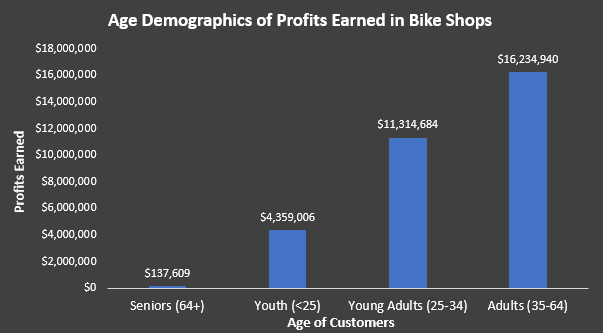 Age Demographics of Profits Earned in Bike Shops
$18,000,000
$16,000,000
$14,000,000
$12,000,000
$10,000,000
$8,000,000
$6,000,000
$4,000,000
$2,000,000
$0
Profits Earned
$137,609
$4,359,006
$11,314,684
$16,234,940
Seniors (64+)
Youth (<25)
Young Adults (25-34)
Adults (35-64)
Age of Customers